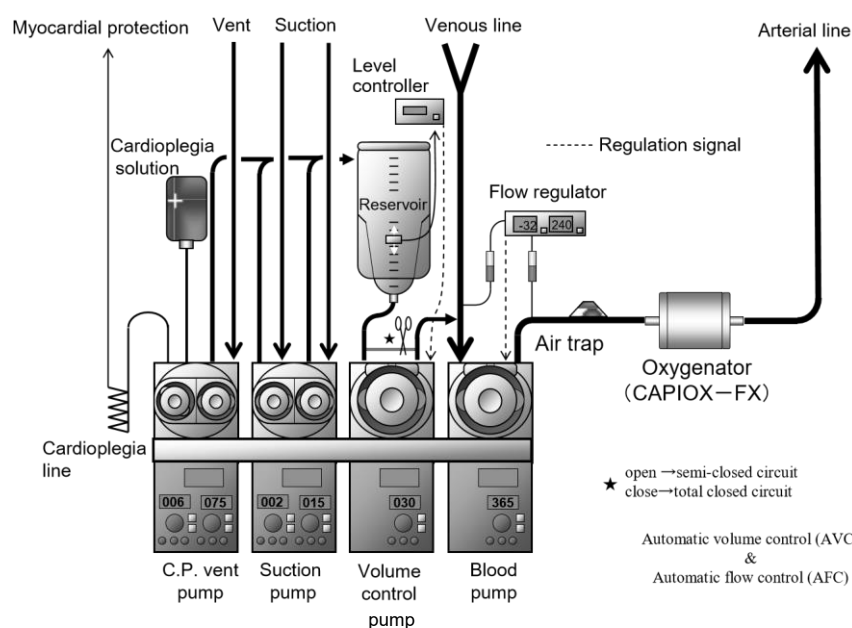 Myocardial protection
Vent
Suction
Venous line
Arterial line
Level
controller
Cardioplegia
solution
Regulation signal
Reservoir
Flow regulator
-32 240
★
Air trap
Oxygenator
(CAPIOX－FX)
Cardioplegia
line
006 075
002 015
030
365
★ open →semi-closed circuit
close→total closed circuit
Automatic volume control (AVC
&
Automatic flow control (AFC)
C.P. vent
pump
Suction
pump
Volume
control
pump
Blood
pump